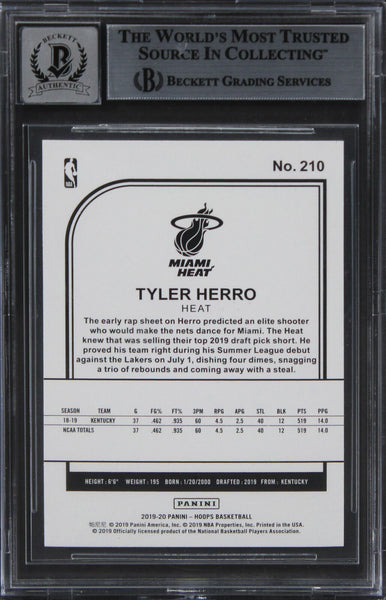 BECKETT
B
AUTHENTIC
THE WORLD'S MOST TRUSTED
SOURCE IN COLLECTING™
B BECKETT GRADING SERVICES
No. 210
MIAMI
HEAT
TYLER HERRO
HEAT
The early rap sheet on Herro predicted an elite shooter
who would make the nets dance for Miami. The Heat
knew that was selling their top 2019 draft pick short. He
proved his team right during his Summer League debut
against the Lakers on July 1, dishing four dimes, snagging
a trio of rebounds and coming away with a steal.
SEASON TEAM G FG% FT% 3PM RPG APG STL BLK PTS PPG
18-19 KENTUCKY 37 .462 .935 60 4.5 2.5 40 12 519 14.0
NCAA TOTALS 37 .462 .935 60 4.5 2.5 40 12 519 14.0
HEIGHT: 6'6" WEIGHT: 195 BORN: 1/20/2000 DRAFTED: 2019 FROM: KENTUCKY
PANINI
2019-20 PANINI – HOOPS BASKETBALL
帕尼尼 © 2019 Panini America, Inc. © 2019 NBA Properties, Inc. Printed in the USA.
© 2019 Officially licensed product of the National Basketball Players Association.